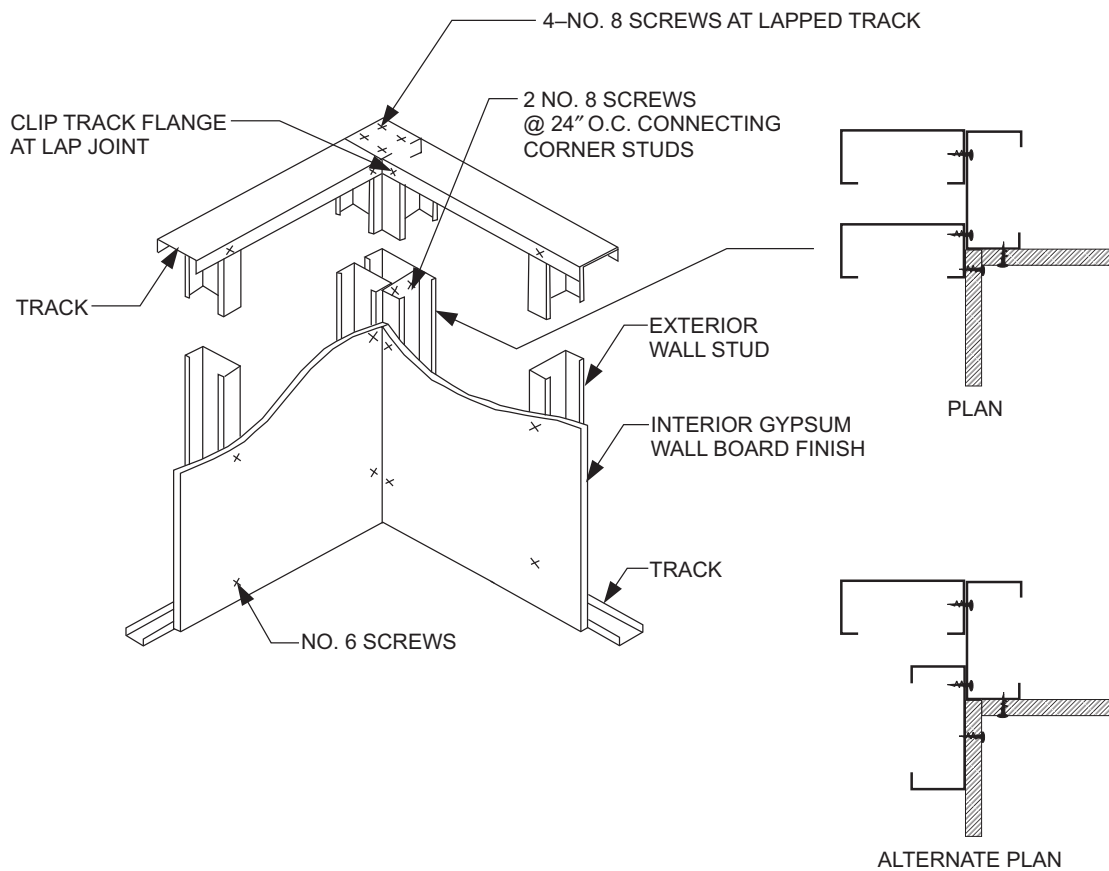 4–NO. 8 SCREWS AT LAPPED TRACK
2 NO. 8 SCREWS
@ 24″ O.C. CONNECTING
CORNER STUDS
CLIP TRACK FLANGE
AT LAP JOINT
TRACK
EXTERIOR
WALL STUD
INTERIOR GYPSUM
WALL BOARD FINISH
TRACK
NO. 6 SCREWS
PLAN
ALTERNATE PLAN